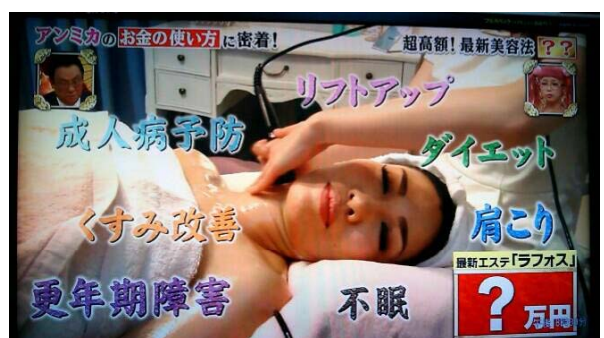 アンミカのお金の使い方に密着!
超高額!最新美容法??
リフトアップ
成人病予防
ダイエット
くすみ改善
肩こり
最新エステ「ラフォス」
?万円
更年期障害
不眠